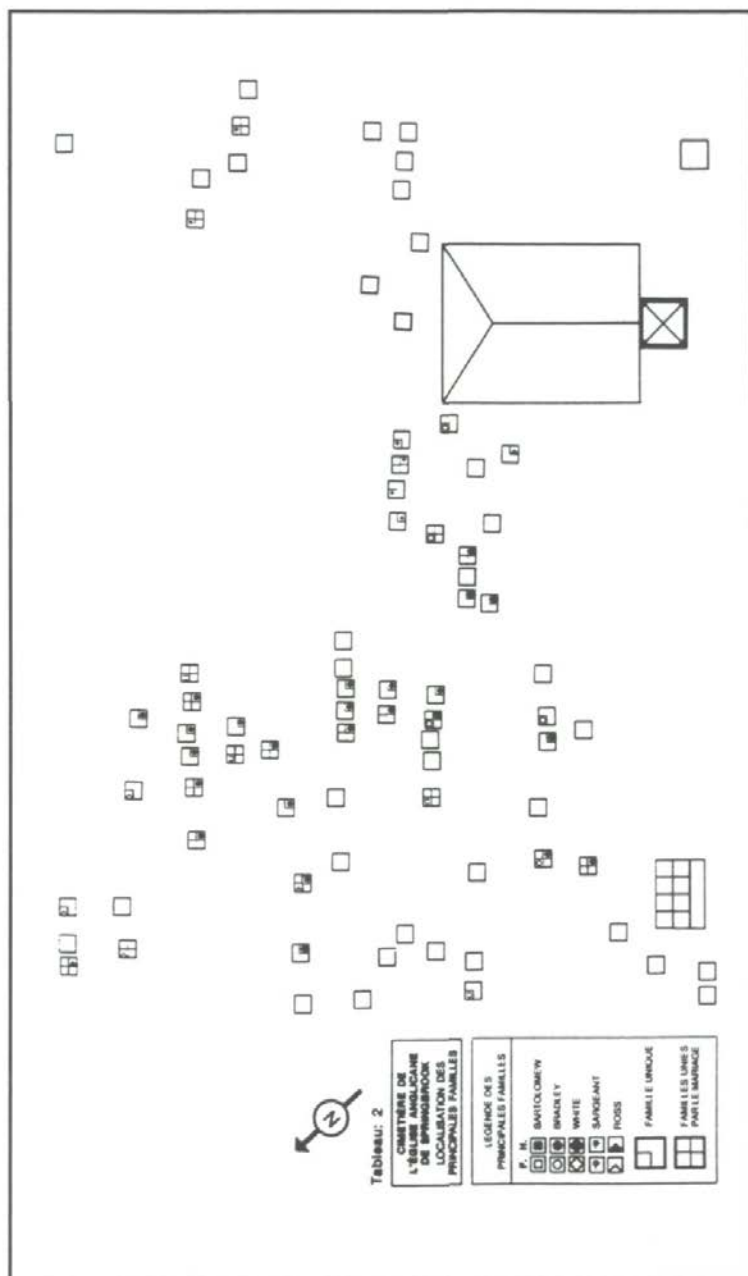 N
Tableau: 2
CIMETIÈRE DE
L'ÉGLISE ANGLICANE
DE SPRINGBROOK
LOCALISATION DES
PRINCIPALES FAMILLES
LEGENDE DES
PRINCIPALES FAMILLES
F. H.
BARTOLOMEW
BRADLEY
WHITE
SARGEANT
ROSS
FAMILLE UNIQUE
FAMILLES UNIES
PAR LE MARIAGE